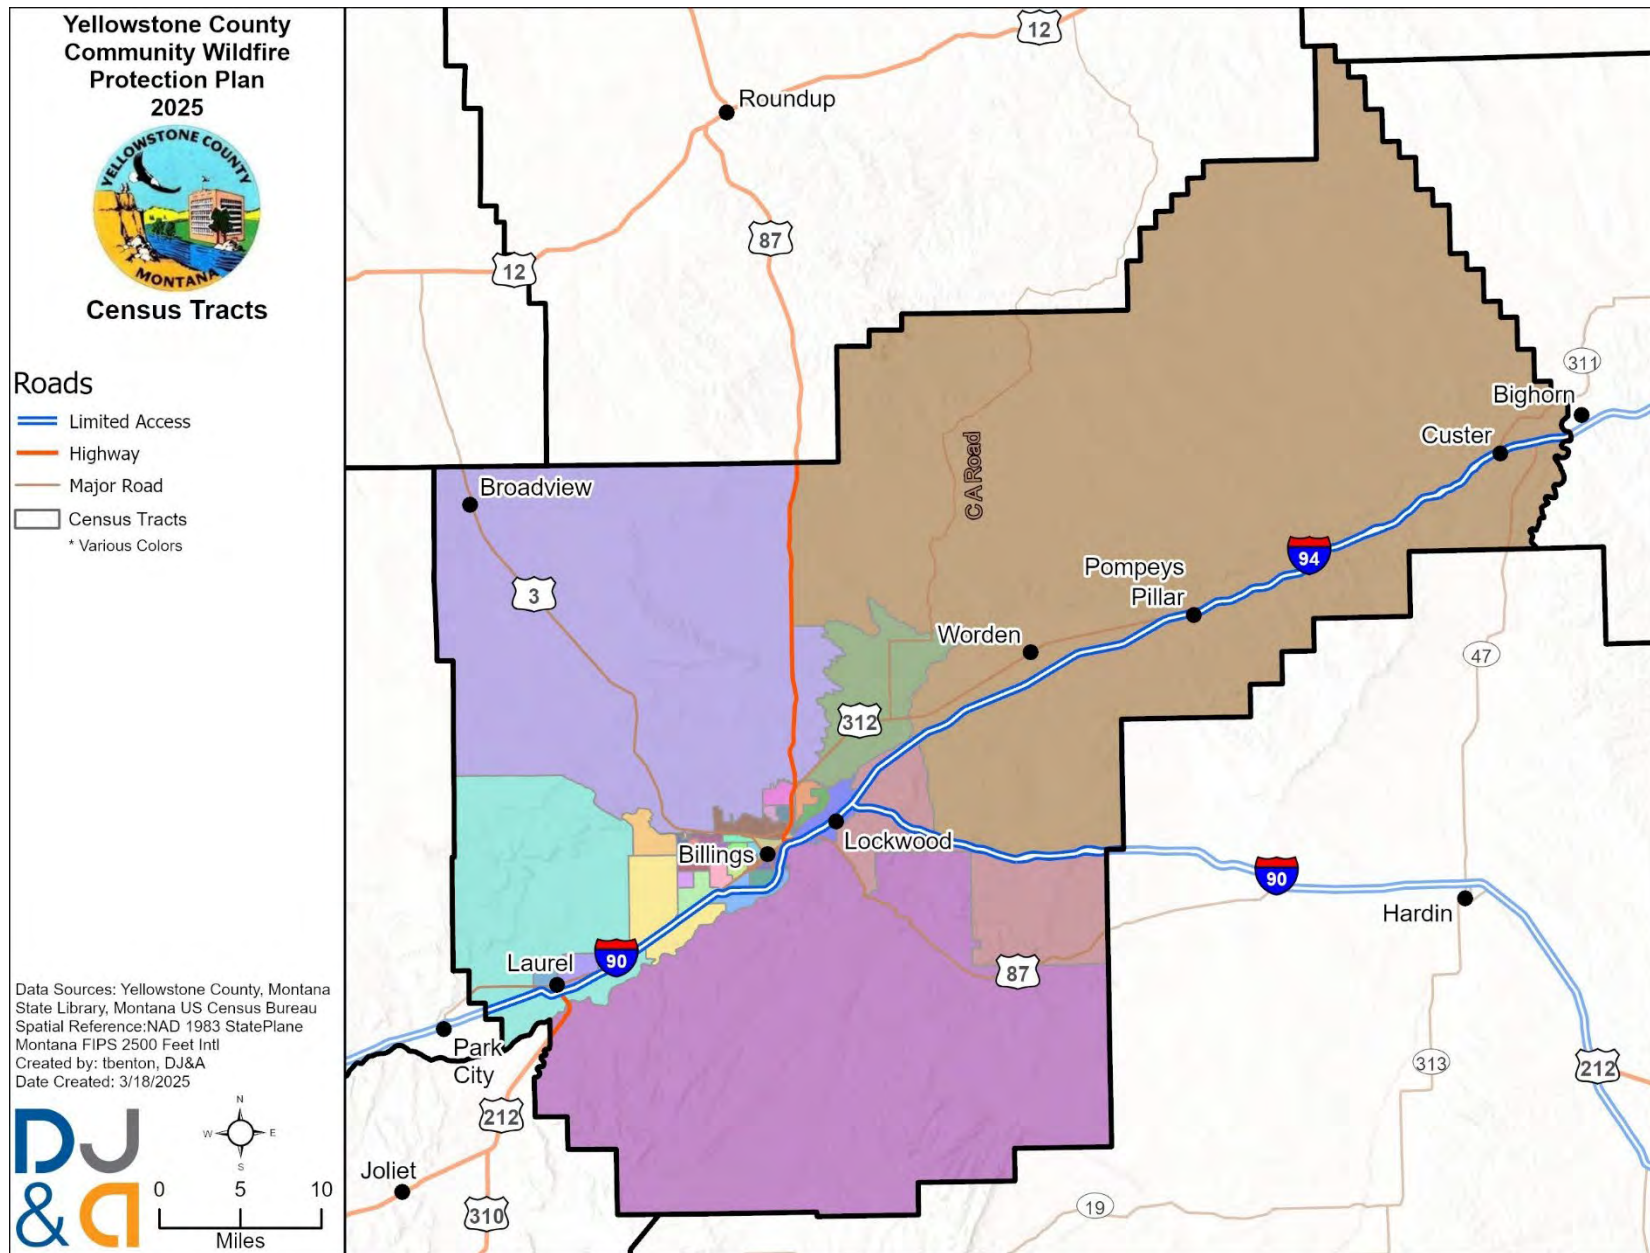 Yellowstone County
Community Wildfire
Protection Plan
2025
YELLOWSTONE COUNTY
MONTANA
Census Tracts
Roads
Limited Access
Highway
Major Road
Census Tracts
* Various Colors
Data Sources: Yellowstone County, Montana
State Library, Montana US Census Bureau
Spatial Reference:NAD 1983 StatePlane
Montana FIPS 2500 Feet Intl
Created by: tbenton, DJ&A
Date Created: 3/18/2025
DJ
&A
N
W E
S
0 5 10
Miles
12
Roundup
87
12
311
Bighorn
Custer
C A Road
Broadview
94
Pompeys
Pillar
3
Worden
47
312
Lockwood
Billings
90
Hardin
Laurel
90
87
Park
City
313
212
212
Joliet
310
19